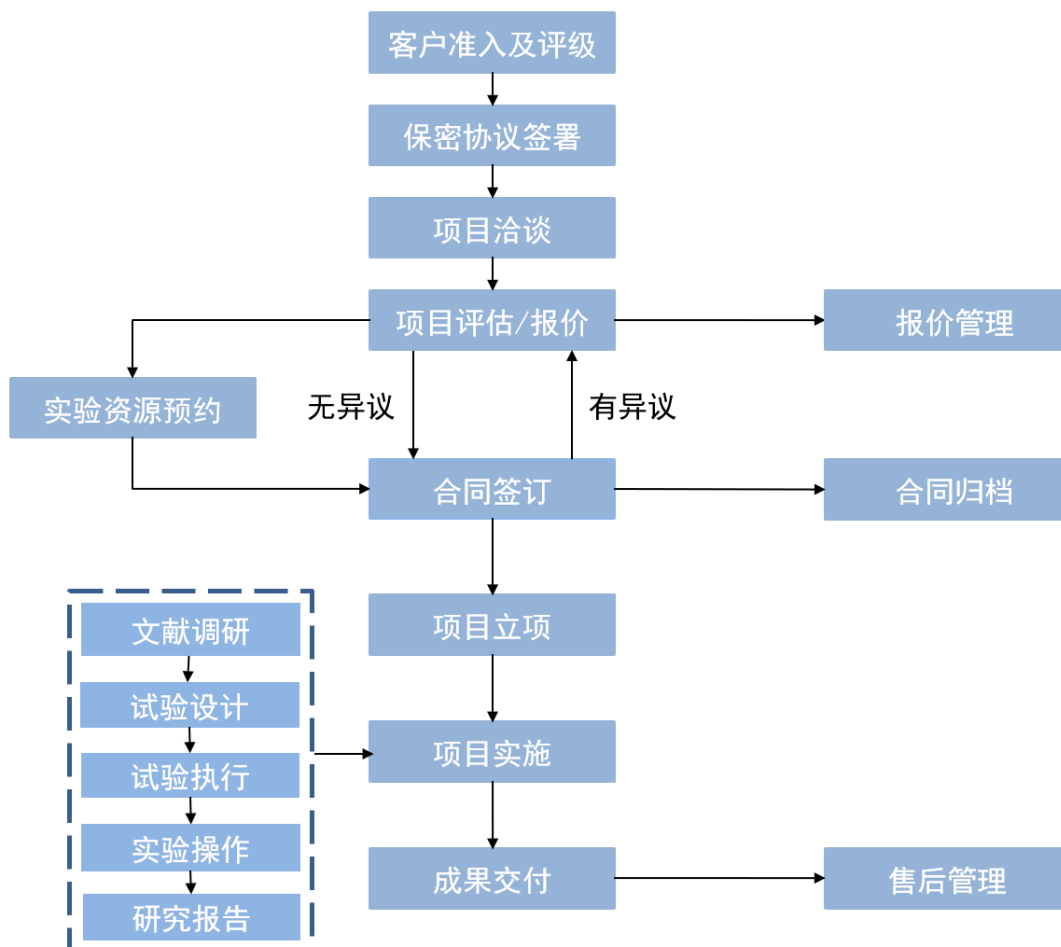 客户准入及评级
保密协议签署
项目洽谈
项目评估/报价
报价管理
实验资源预约
无异议
有异议
合同签订
合同归档
项目立项
文献调研
试验设计
试验执行
实验操作
研究报告
项目实施
成果交付
售后管理